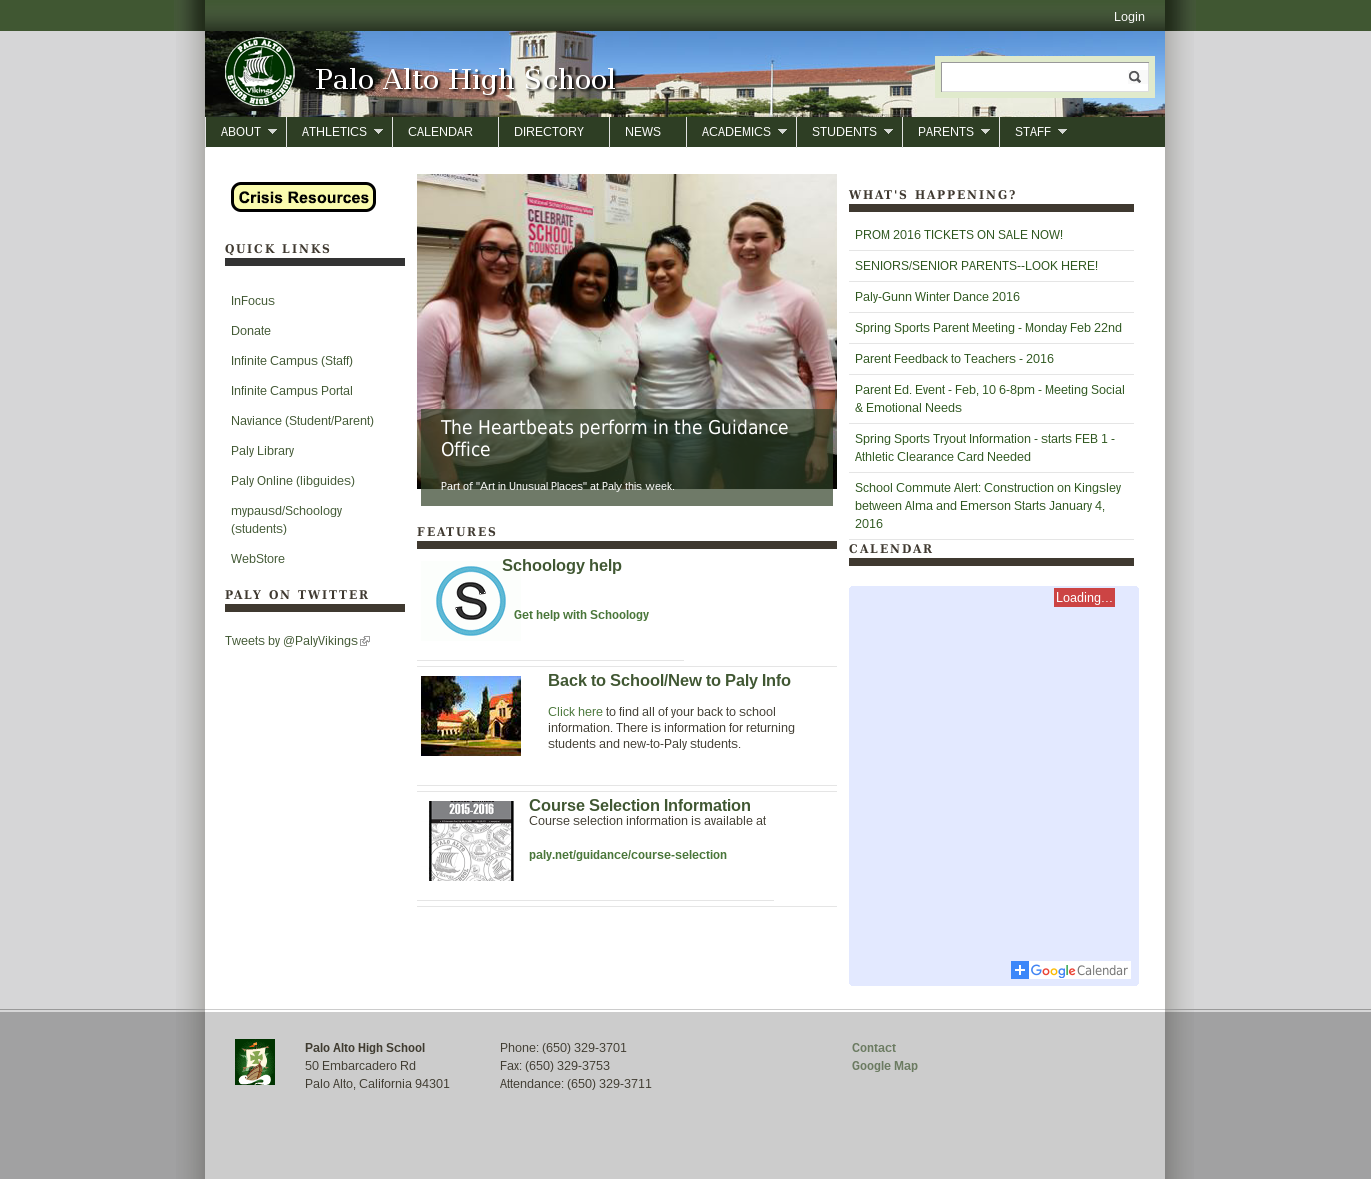 Login
PALO ALTO
SENIOR HIGH SCHOOL
Vikings
Palo Alto High School
ABOUT
ATHLETICS
CALENDAR
DIRECTORY
NEWS
ACADEMICS
STUDENTS
PARENTS
STAFF
Crisis Resources
QUICK LINKS
InFocus
Donate
Infinite Campus (Staff)
Infinite Campus Portal
Naviance (Student/Parent)
Paly Library
Paly Online (libguides)
mypausd/Schoology
(students)
WebStore
PALY ON TWITTER
Tweets by @PalyVikings
CELEBRATE
SCHOOL
COUNSELING
The Heartbeats perform in the Guidance
Office
Part of "Art in Unusual Places" at Paly this week.
FEATURES
Schoology help
S
Get help with Schoology
Back to School/New to Paly Info
Click here to find all of your back to school
information. There is information for returning
students and new-to-Paly students.
2015-2016
Course Selection Information
Course selection information is available at
paly.net/guidance/course-selection
WHAT'S HAPPENING?
PROM 2016 TICKETS ON SALE NOW!
SENIORS/SENIOR PARENTS--LOOK HERE!
Paly-Gunn Winter Dance 2016
Spring Sports Parent Meeting - Monday Feb 22nd
Parent Feedback to Teachers - 2016
Parent Ed. Event - Feb, 10 6-8pm - Meeting Social
& Emotional Needs
Spring Sports Tryout Information - starts FEB 1 -
Athletic Clearance Card Needed
School Commute Alert: Construction on Kingsley
between Alma and Emerson Starts January 4,
2016
CALENDAR
Loading...
Google Calendar
Palo Alto High School
50 Embarcadero Rd
Palo Alto, California 94301
Phone: (650) 329-3701
Fax: (650) 329-3753
Attendance: (650) 329-3711
Contact
Google Map